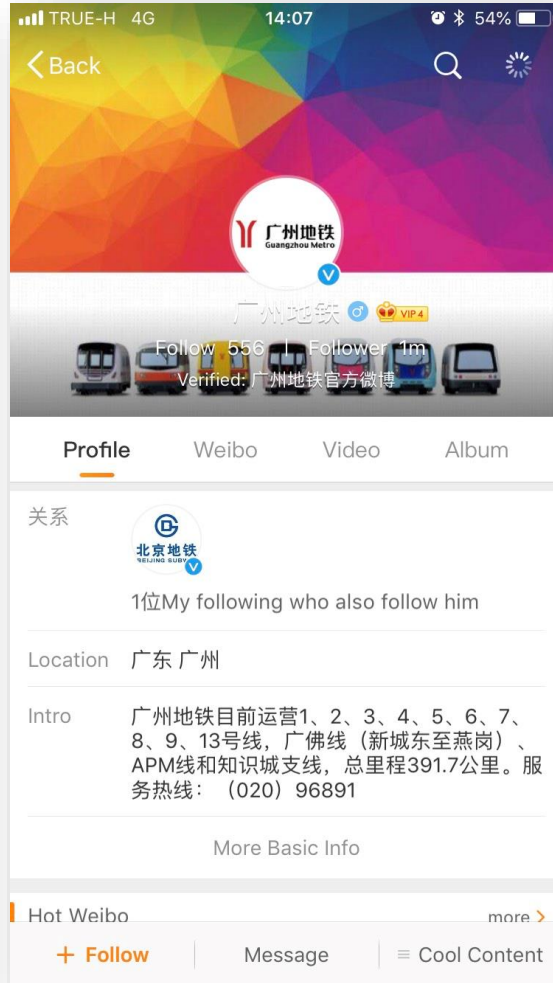 TRUE-H 4G 14:07 54%
Back
广州地铁
Guangzhou Metro
广州地铁 VIP 4
Follow 556 | Follower 1m
Verified: 广州地铁官方微博
Profile Weibo Video Album
关系
北京地铁
BEIJING SUBWAY
1位My following who also follow him
Location 广东 广州
Intro 广州地铁目前运营1、2、3、4、5、6、7、
8、9、13号线，广佛线（新城东至燕岗）、
APM线和知识城支线，总里程391.7公里。服
务热线：（020）96891
More Basic Info
Hot Weibo more
+ Follow Message Cool Content